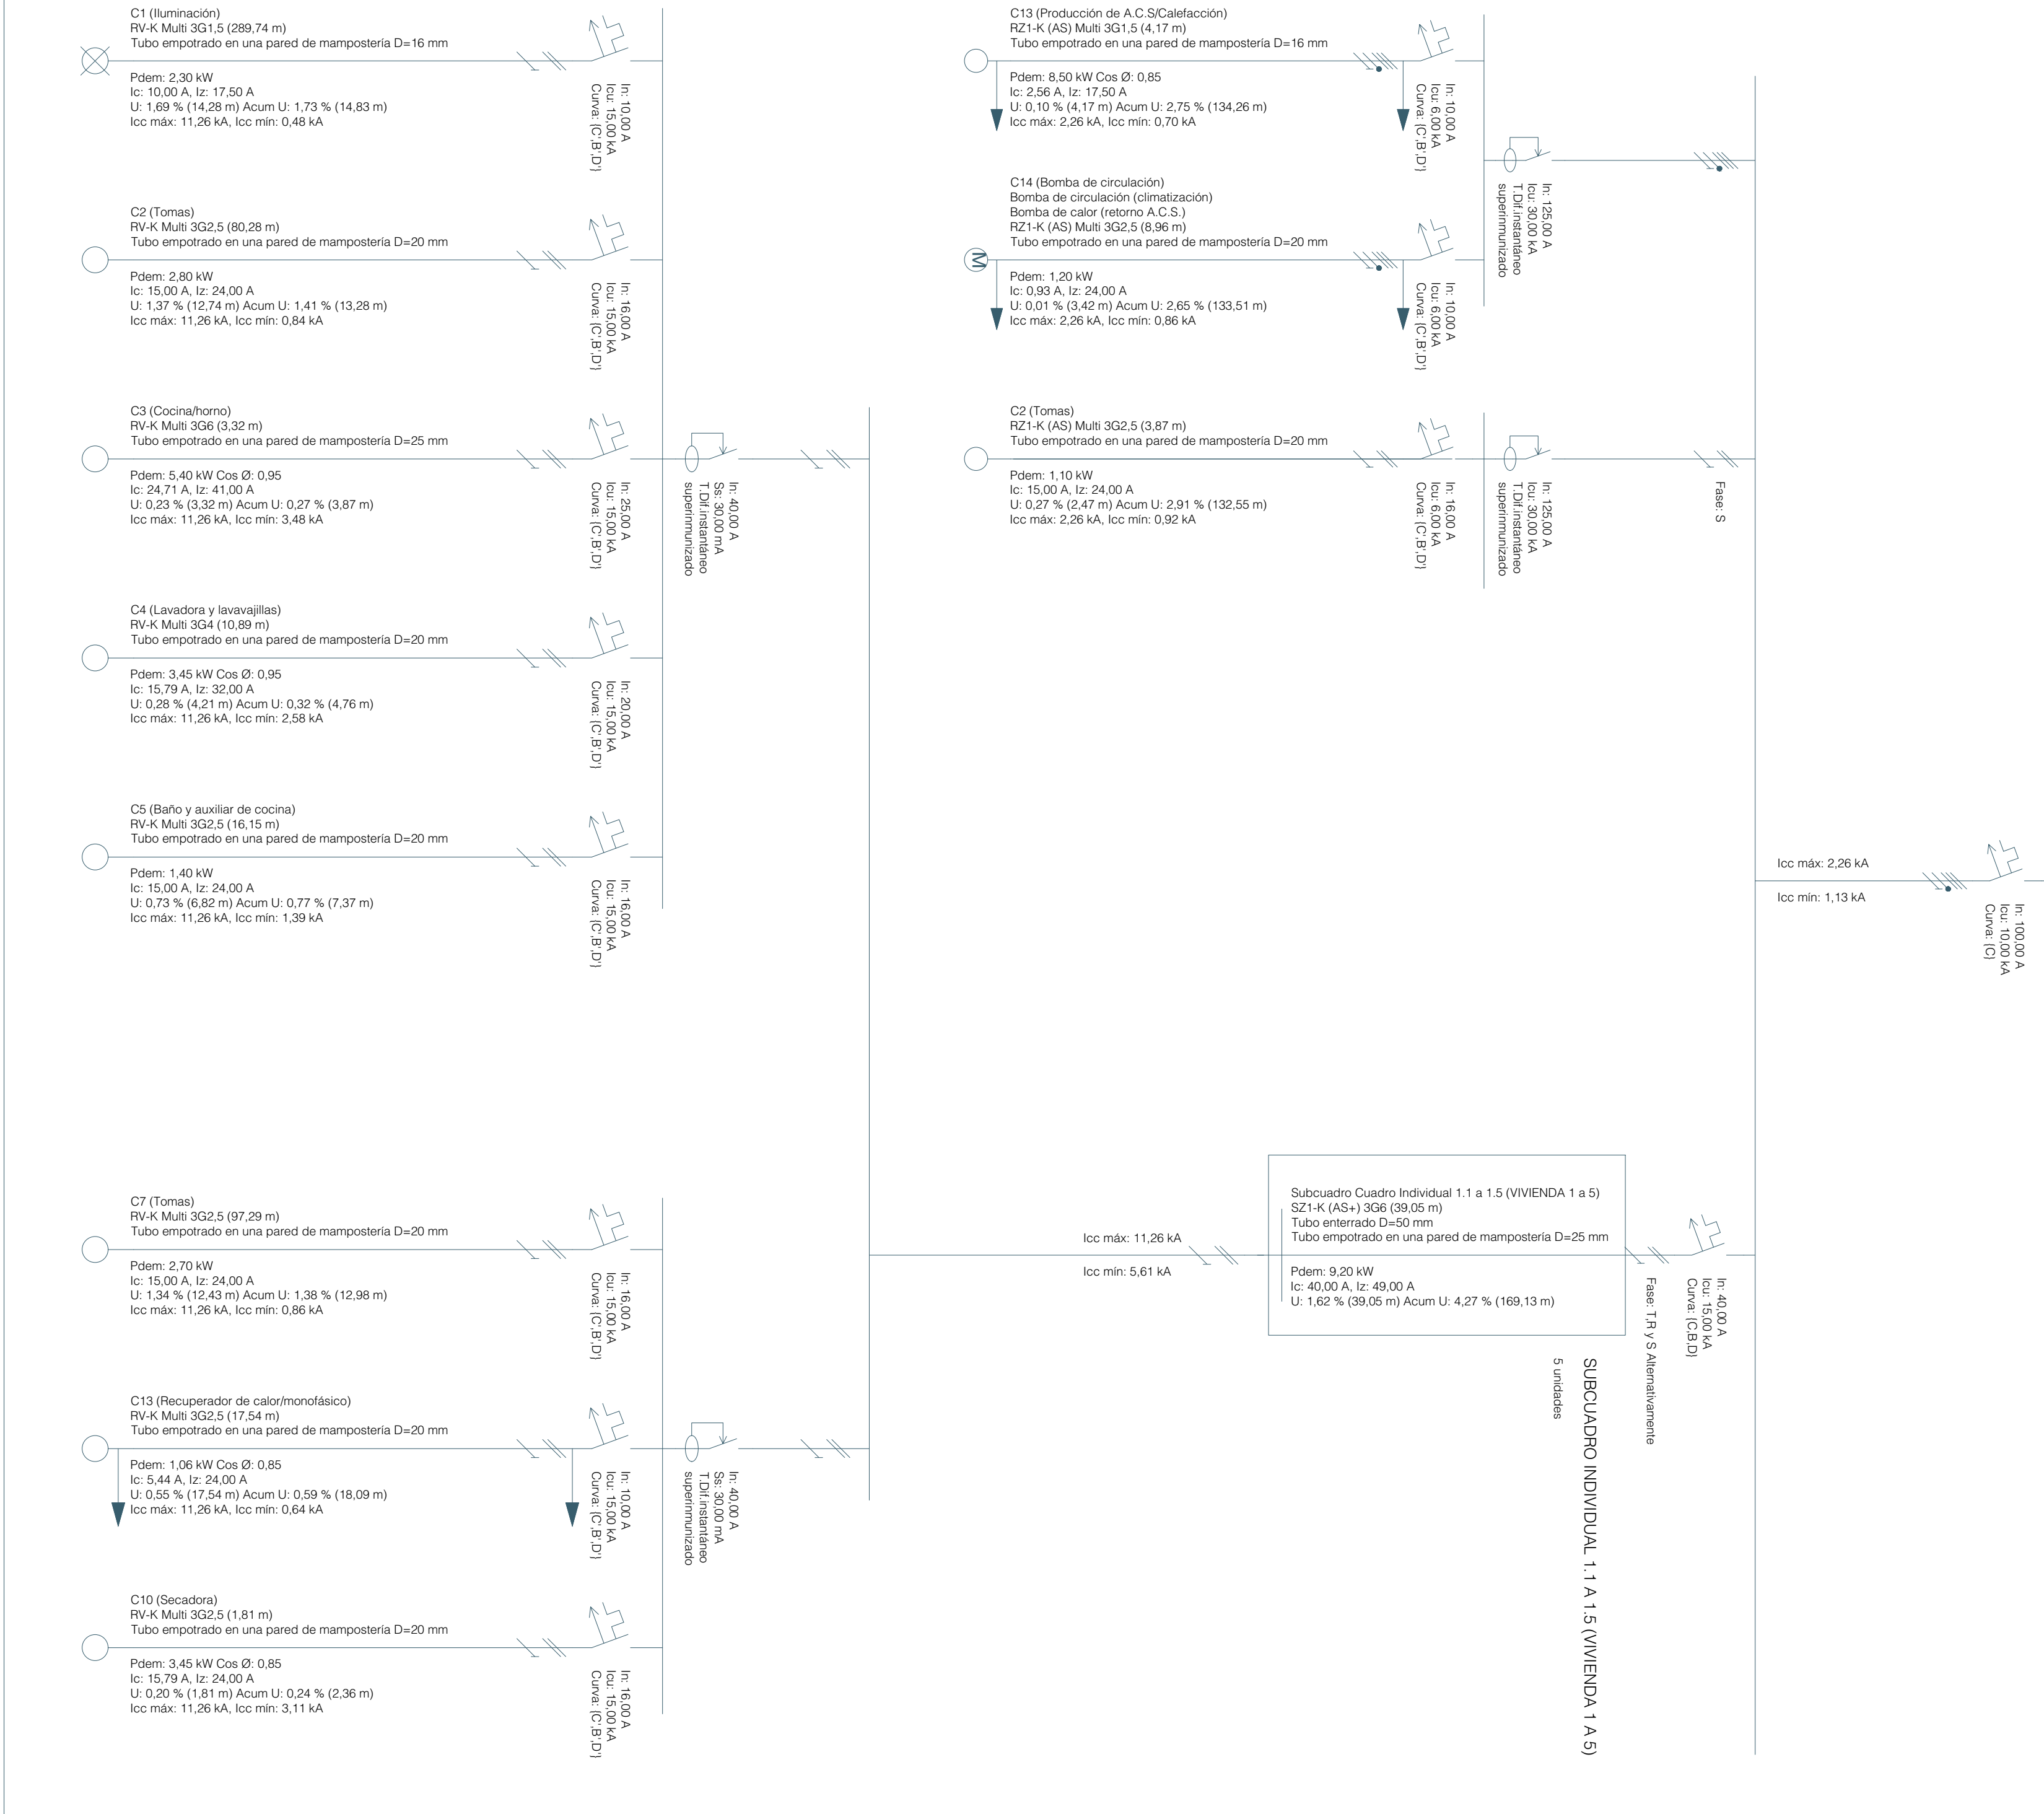 C1 (Iluminación)
RV-K Multi 3G1,5 (289,74 m)
Tubo empotrado en una pared de mampostería D=16 mm
Pdem: 2,30 kW
Ic: 10,00 A, Iz: 17,50 A
U: 1,69 % (14,28 m) Acum U: 1,73 % (14,83 m)
Icc máx: 11,26 kA, Icc mín: 0,48 kA
In: 10,00 A
Icu: 15,00 kA
Curva: {C',B',D'}
C2 (Tomas)
RV-K Multi 3G2,5 (80,28 m)
Tubo empotrado en una pared de mampostería D=20 mm
Pdem: 2,80 kW
Ic: 15,00 A, Iz: 24,00 A
U: 1,37 % (12,74 m) Acum U: 1,41 % (13,28 m)
Icc máx: 11,26 kA, Icc mín: 0,84 kA
In: 16,00 A
Icu: 15,00 kA
Curva: {C',B',D'}
C3 (Cocina/horno)
RV-K Multi 3G6 (3,32 m)
Tubo empotrado en una pared de mampostería D=25 mm
Pdem: 5,40 kW Cos Ø: 0,95
Ic: 24,71 A, Iz: 41,00 A
U: 0,23 % (3,32 m) Acum U: 0,27 % (3,87 m)
Icc máx: 11,26 kA, Icc mín: 3,48 kA
In: 25,00 A
Icu: 15,00 kA
Curva: {C',B',D'}
In: 40,00 A
Ss: 30,00 mA
T.Dif.instantáneo
superinmunizado
C4 (Lavadora y lavavajillas)
RV-K Multi 3G4 (10,89 m)
Tubo empotrado en una pared de mampostería D=20 mm
Pdem: 3,45 kW Cos Ø: 0,95
Ic: 15,79 A, Iz: 32,00 A
U: 0,28 % (4,21 m) Acum U: 0,32 % (4,76 m)
Icc máx: 11,26 kA, Icc mín: 2,58 kA
In: 20,00 A
Icu: 15,00 kA
Curva: {C',B',D'}
C5 (Baño y auxiliar de cocina)
RV-K Multi 3G2,5 (16,15 m)
Tubo empotrado en una pared de mampostería D=20 mm
Pdem: 1,40 kW
Ic: 15,00 A, Iz: 24,00 A
U: 0,73 % (6,82 m) Acum U: 0,77 % (7,37 m)
Icc máx: 11,26 kA, Icc mín: 1,39 kA
In: 16,00 A
Icu: 15,00 kA
Curva: {C',B',D'}
C7 (Tomas)
RV-K Multi 3G2,5 (97,29 m)
Tubo empotrado en una pared de mampostería D=20 mm
Pdem: 2,70 kW
Ic: 15,00 A, Iz: 24,00 A
U: 1,34 % (12,43 m) Acum U: 1,38 % (12,98 m)
Icc máx: 11,26 kA, Icc mín: 0,86 kA
In: 16,00 A
Icu: 15,00 kA
Curva: {C',B',D'}
C13 (Recuperador de calor/monofásico)
RV-K Multi 3G2,5 (17,54 m)
Tubo empotrado en una pared de mampostería D=20 mm
Pdem: 1,06 kW Cos Ø: 0,85
Ic: 5,44 A, Iz: 24,00 A
U: 0,55 % (17,54 m) Acum U: 0,59 % (18,09 m)
Icc máx: 11,26 kA, Icc mín: 0,64 kA
In: 10,00 A
Icu: 15,00 kA
Curva: {C',B',D'}
In: 40,00 A
Ss: 30,00 mA
T.Dif.instantáneo
superinmunizado
C10 (Secadora)
RV-K Multi 3G2,5 (1,81 m)
Tubo empotrado en una pared de mampostería D=20 mm
Pdem: 3,45 kW Cos Ø: 0,85
Ic: 15,79 A, Iz: 24,00 A
U: 0,20 % (1,81 m) Acum U: 0,24 % (2,36 m)
Icc máx: 11,26 kA, Icc mín: 3,11 kA
In: 16,00 A
Icu: 15,00 kA
Curva: {C',B',D'}
C13 (Producción de A.C.S/Calefacción)
RZ1-K (AS) Multi 3G1,5 (4,17 m)
Tubo empotrado en una pared de mampostería D=16 mm
Pdem: 8,50 kW Cos Ø: 0,85
Ic: 2,56 A, Iz: 17,50 A
U: 0,10 % (4,17 m) Acum U: 2,75 % (134,26 m)
Icc máx: 2,26 kA, Icc mín: 0,70 kA
In: 10,00 A
Icu: 6,00 kA
Curva: {C',B',D'}
C14 (Bomba de circulación)
Bomba de circulación (climatización)
Bomba de calor (retorno A.C.S.)
RZ1-K (AS) Multi 3G2,5 (8,96 m)
Tubo empotrado en una pared de mampostería D=20 mm
M
Pdem: 1,20 kW
Ic: 0,93 A, Iz: 24,00 A
U: 0,01 % (3,42 m) Acum U: 2,65 % (133,51 m)
Icc máx: 2,26 kA, Icc mín: 0,86 kA
In: 10,00 A
Icu: 6,00 kA
Curva: {C',B',D'}
In: 125,00 A
Icu: 30,00 kA
T.Dif.instantáneo
superinmunizado
C2 (Tomas)
RZ1-K (AS) Multi 3G2,5 (3,87 m)
Tubo empotrado en una pared de mampostería D=20 mm
Pdem: 1,10 kW
Ic: 15,00 A, Iz: 24,00 A
U: 0,27 % (2,47 m) Acum U: 2,91 % (132,55 m)
Icc máx: 2,26 kA, Icc mín: 0,92 kA
In: 16,00 A
Icu: 6,00 kA
Curva: {C',B',D'}
In: 125,00 A
Icu: 30,00 kA
T.Dif.instantáneo
superinmunizado
Fase: S
Icc máx: 2,26 kA
Icc mín: 1,13 kA
In: 100,00 A
Icu: 10,00 kA
Curva: {C}
Icc máx: 11,26 kA
Icc mín: 5,61 kA
Subcuadro Cuadro Individual 1.1 a 1.5 (VIVIENDA 1 a 5)
SZ1-K (AS+) 3G6 (39,05 m)
Tubo enterrado D=50 mm
Tubo empotrado en una pared de mampostería D=25 mm
Pdem: 9,20 kW
Ic: 40,00 A, Iz: 49,00 A
U: 1,62 % (39,05 m) Acum U: 4,27 % (169,13 m)
In: 40,00 A
Icu: 15,00 kA
Curva: {C,B,D}
Fase: T,R y S Alternativamente
SUBCUADRO INDIVIDUAL 1.1 A 1.5 (VIVIENDA 1 A 5)
5 unidades